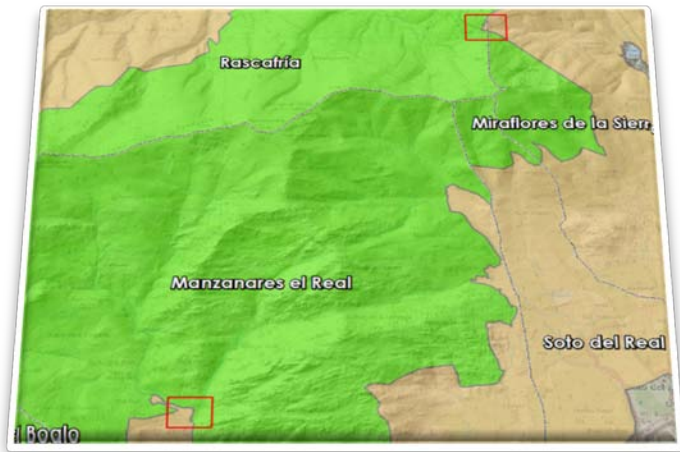 Rascafría
Miraflores de la Sierr
Manzanares el Real
Soto del Real
l Boalo